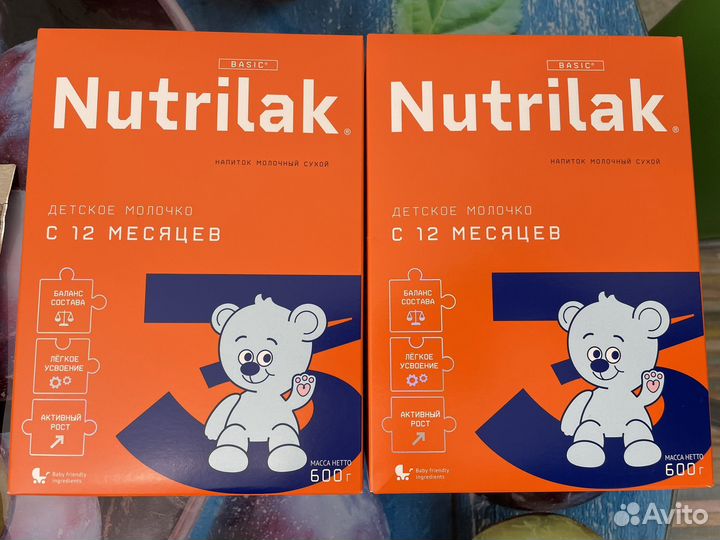 BASIC®
Nutrilak®
НАПИТОК МОЛОЧНЫЙ СУХОЙ
ДЕТСКОЕ МОЛОЧКО
С 12 МЕСЯЦЕВ
3
БАЛАНС
СОСТАВА
ЛЁГКОЕ
УСВОЕНИЕ
АКТИВНЫЙ
РОСТ
Baby friendly
ingredients
МАССА НЕТТО
600 г
BASIC®
Nutrilak®
НАПИТОК МОЛОЧНЫЙ СУХОЙ
ДЕТСКОЕ МОЛОЧКО
С 12 МЕСЯЦЕВ
3
БАЛАНС
СОСТАВА
ЛЁГКОЕ
УСВОЕНИЕ
АКТИВНЫЙ
РОСТ
Baby friendly
ingredients
МАССА НЕТТО
600 г
Avito